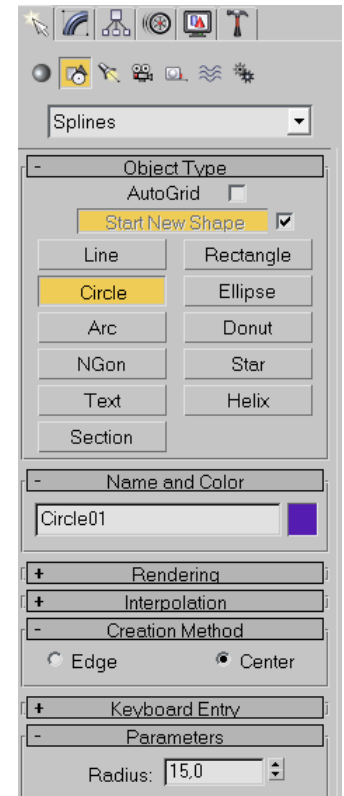 Splines
- Object Type
AutoGrid
Start New Shape
Line Rectangle
Circle Ellipse
Arc Donut
NGon Star
Text Helix
Section
- Name and Color
Circle01
+ Rendering
+ Interpolation
- Creation Method
Edge Center
+ Keyboard Entry
- Parameters
Radius: 15,0